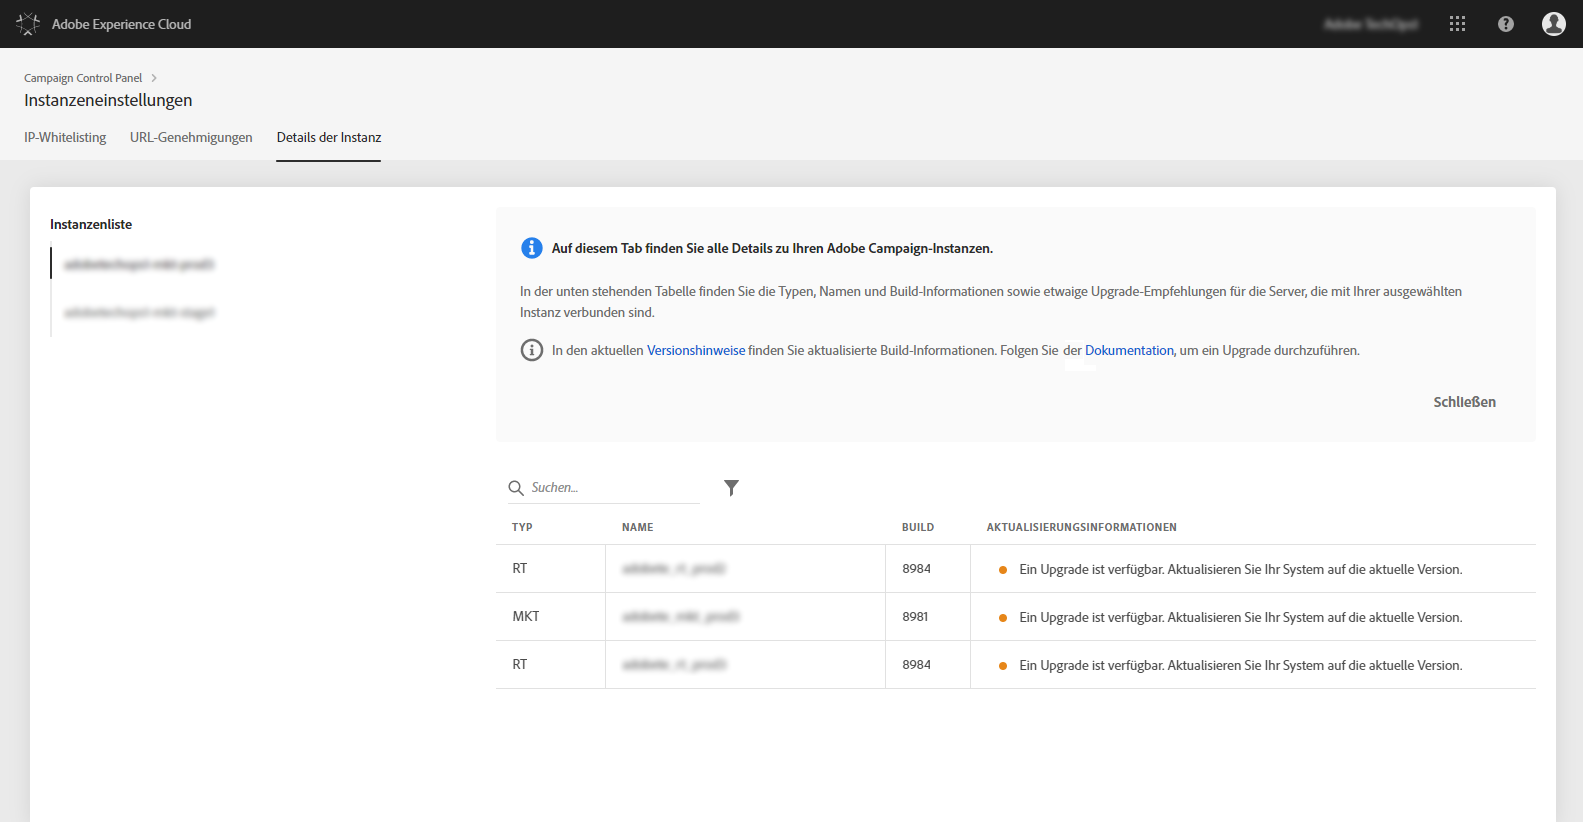 Adobe Experience Cloud
Campaign Control Panel
Instanzeneinstellungen
IP-Whitelisting URL-Genehmigungen Details der Instanz
Instanzenliste
Auf diesem Tab finden Sie alle Details zu Ihren Adobe Campaign-Instanzen.
In der unten stehenden Tabelle finden Sie die Typen, Namen und Build-Informationen sowie etwaige Upgrade-Empfehlungen für die Server, die mit Ihrer ausgewählten
Instanz verbunden sind.
In den aktuellen Versionshinweise finden Sie aktualisierte Build-Informationen. Folgen Sie der Dokumentation, um ein Upgrade durchzuführen.
Schließen
Suchen...
TYP NAME BUILD AKTUALISIERUNGSINFORMATIONEN
RT 8984 Ein Upgrade ist verfügbar. Aktualisieren Sie Ihr System auf die aktuelle Version.
MKT 8981 Ein Upgrade ist verfügbar. Aktualisieren Sie Ihr System auf die aktuelle Version.
RT 8984 Ein Upgrade ist verfügbar. Aktualisieren Sie Ihr System auf die aktuelle Version.